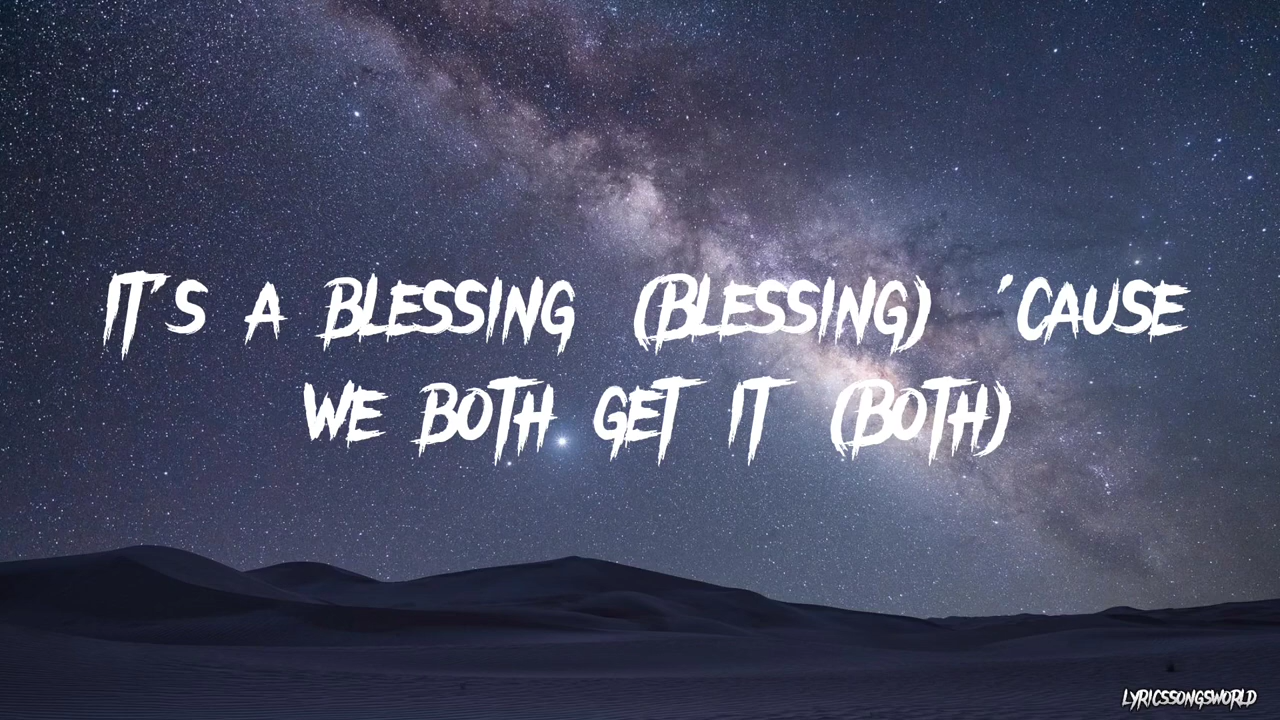 IT'S A BLESSING (BLESSING) 'CAUSE
WE BOTH GET IT (BOTH)
LYRICSSONGSWORLD